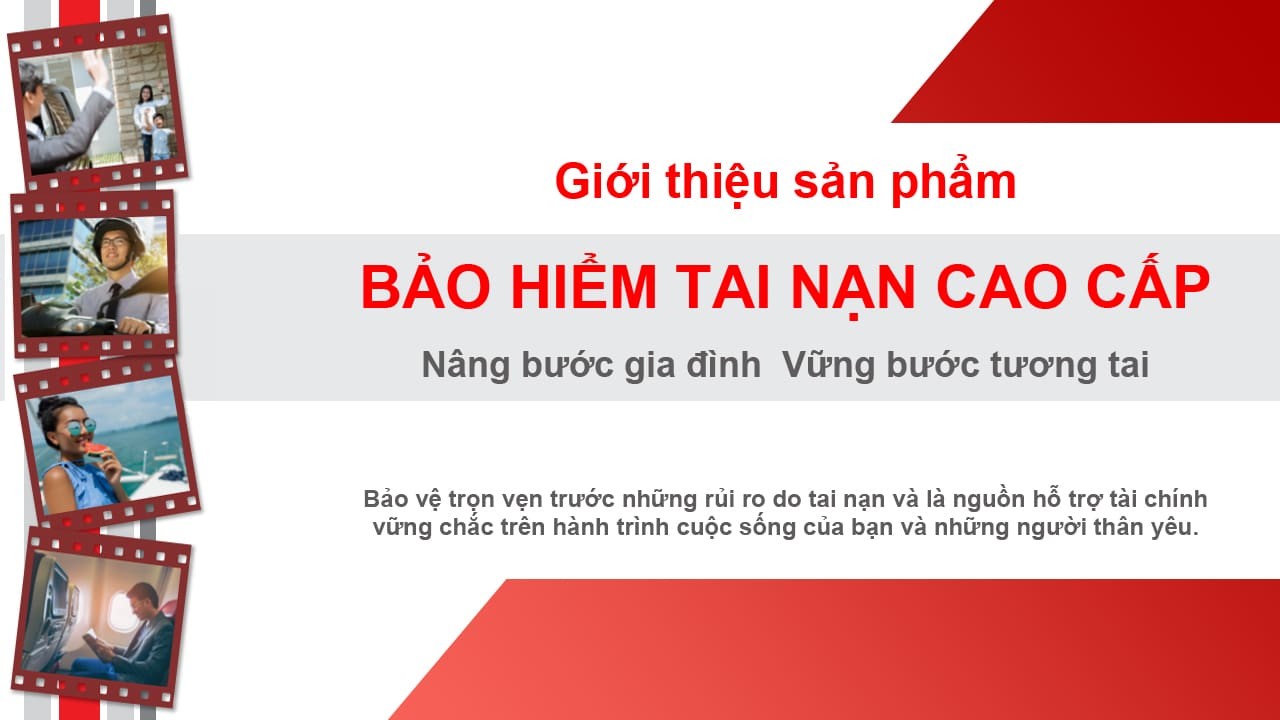 Giới thiệu sản phẩm
BẢO HIỂM TAI NẠN CAO CẤP
Nâng bước gia đình  Vững bước tương tai
Bảo vệ trọn vẹn trước những rủi ro do tai nạn và là nguồn hỗ trợ tài chính
vững chắc trên hành trình cuộc sống của bạn và những người thân yêu.